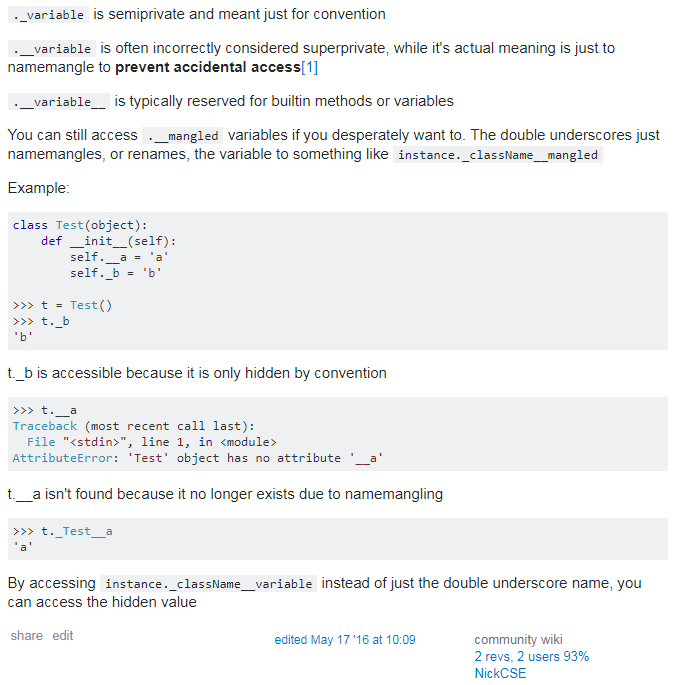 ._variable is semiprivate and meant just for convention
.__variable is often incorrectly considered superprivate, while it's actual meaning is just to
namemangle to prevent accidental access[1]
.__variable__ is typically reserved for builtin methods or variables
You can still access .__mangled variables if you desperately want to. The double underscores just
namemangles, or renames, the variable to something like instance._className__mangled
Example:
class Test(object):
    def __init__(self):
        self.__a = 'a'
        self._b = 'b'
>>> t = Test()
>>> t._b
'b'
t._b is accessible because it is only hidden by convention
>>> t.__a
Traceback (most recent call last):
  File "<stdin>", line 1, in <module>
AttributeError: 'Test' object has no attribute '__a'
t.__a isn't found because it no longer exists due to namemangling
>>> t._Test__a
'a'
By accessing instance._className__variable instead of just the double underscore name, you
can access the hidden value
share edit
edited May 17 '16 at 10:09
community wiki
2 revs, 2 users 93%
NickCSE